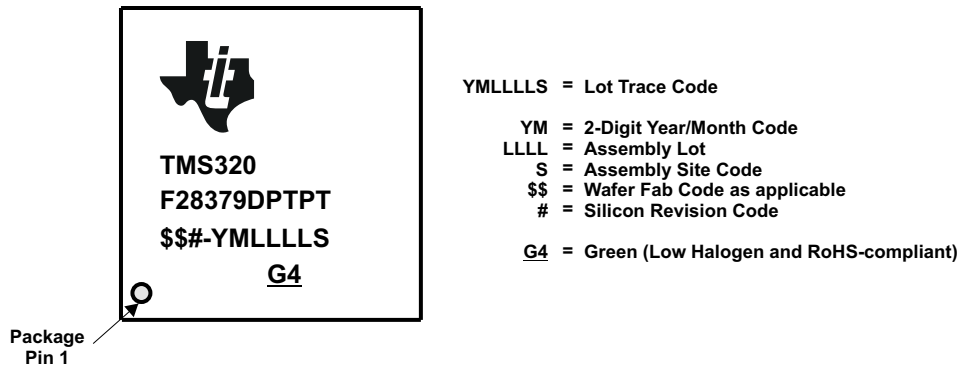 TMS320
F28379DPTPT
$$#-YMLLLLS
G4
Package
Pin 1
YMLLLLS = Lot Trace Code
YM = 2-Digit Year/Month Code
LLLL = Assembly Lot
S = Assembly Site Code
$$ = Wafer Fab Code as applicable
# = Silicon Revision Code
G4 = Green (Low Halogen and RoHS-compliant)